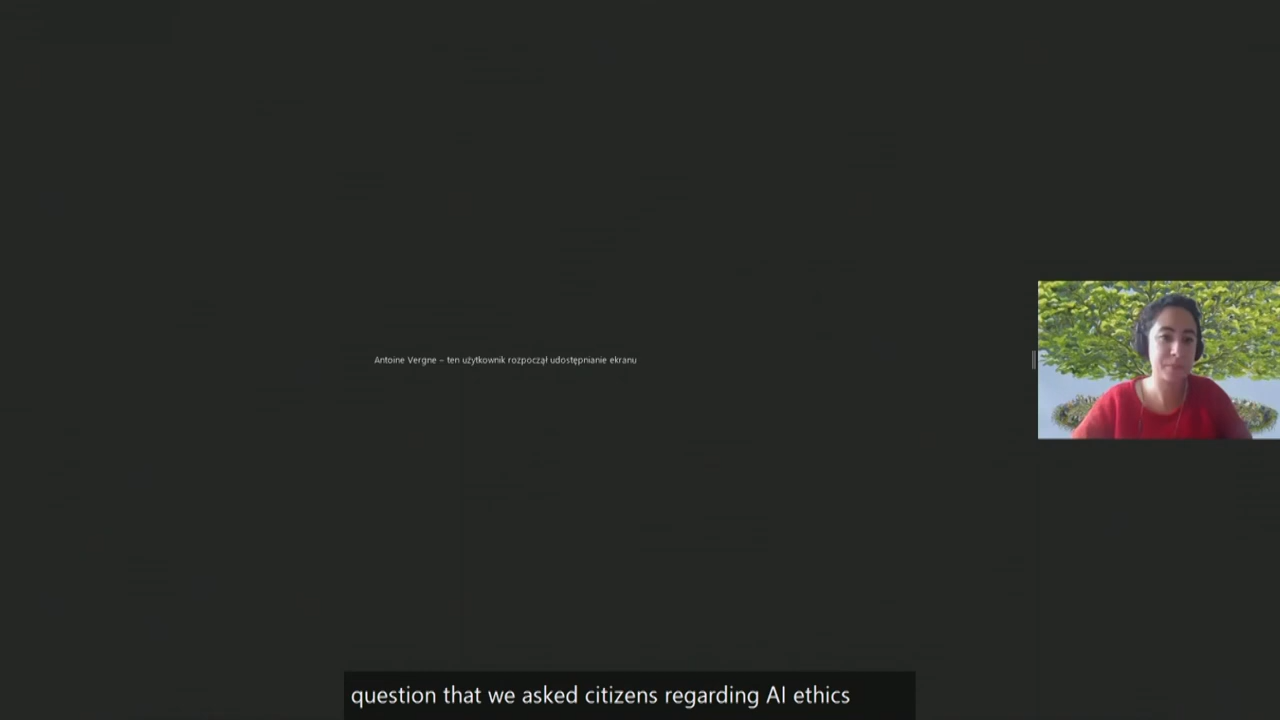 Antoine Vergne – ten użytkownik rozpoczął udostępnianie ekranu
question that we asked citizens regarding AI ethics